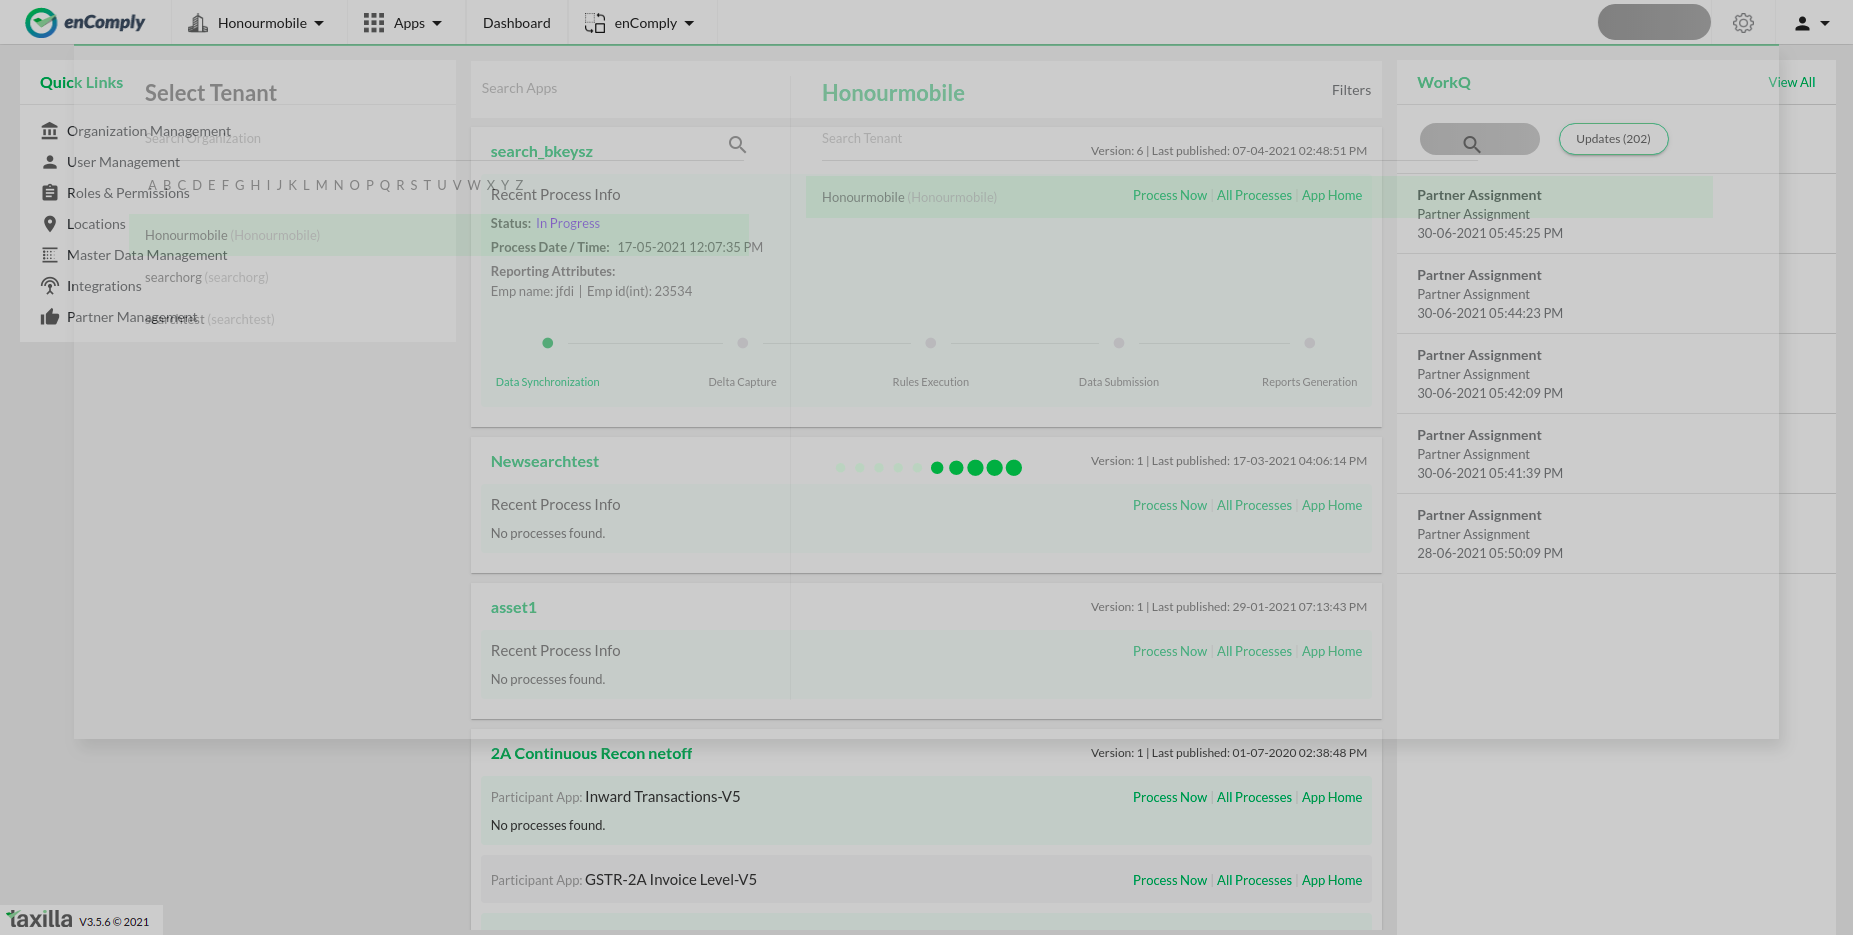 enComply
Honourmobile
Apps
Dashboard
enComply
Quick Links
Organization Management
User Management
Roles & Permissions
Locations
Master Data Management
Integrations
Partner Management
Select Tenant
Search Organization
A B C D E F G H I J K L M N O P Q R S T U V W X Y Z
Honourmobile (Honourmobile)
searchorg (searchorg)
searchtest (searchtest)
Honourmobile
Search Tenant
Honourmobile (Honourmobile)
Search Apps
Filters
search_bkeysz
Version: 6 | Last published: 07-04-2021 02:48:51 PM
Recent Process Info
Process Now | All Processes | App Home
Status: In Progress
Process Date / Time: 17-05-2021 12:07:35 PM
Reporting Attributes:
Emp name: jfdi | Emp id(int): 23534
Data Synchronization
Delta Capture
Rules Execution
Data Submission
Reports Generation
Newsearchtest
Version: 1 | Last published: 17-03-2021 04:06:14 PM
Recent Process Info
Process Now | All Processes | App Home
No processes found.
asset1
Version: 1 | Last published: 29-01-2021 07:13:43 PM
Recent Process Info
Process Now | All Processes | App Home
No processes found.
2A Continuous Recon netoff
Version: 1 | Last published: 01-07-2020 02:38:48 PM
Participant App: Inward Transactions-V5
Process Now | All Processes | App Home
No processes found.
Participant App: GSTR-2A Invoice Level-V5
Process Now | All Processes | App Home
WorkQ
View All
Updates (202)
Partner Assignment
Partner Assignment
30-06-2021 05:45:25 PM
Partner Assignment
Partner Assignment
30-06-2021 05:44:23 PM
Partner Assignment
Partner Assignment
30-06-2021 05:42:09 PM
Partner Assignment
Partner Assignment
30-06-2021 05:41:39 PM
Partner Assignment
Partner Assignment
28-06-2021 05:50:09 PM
taxilla V3.5.6 © 2021